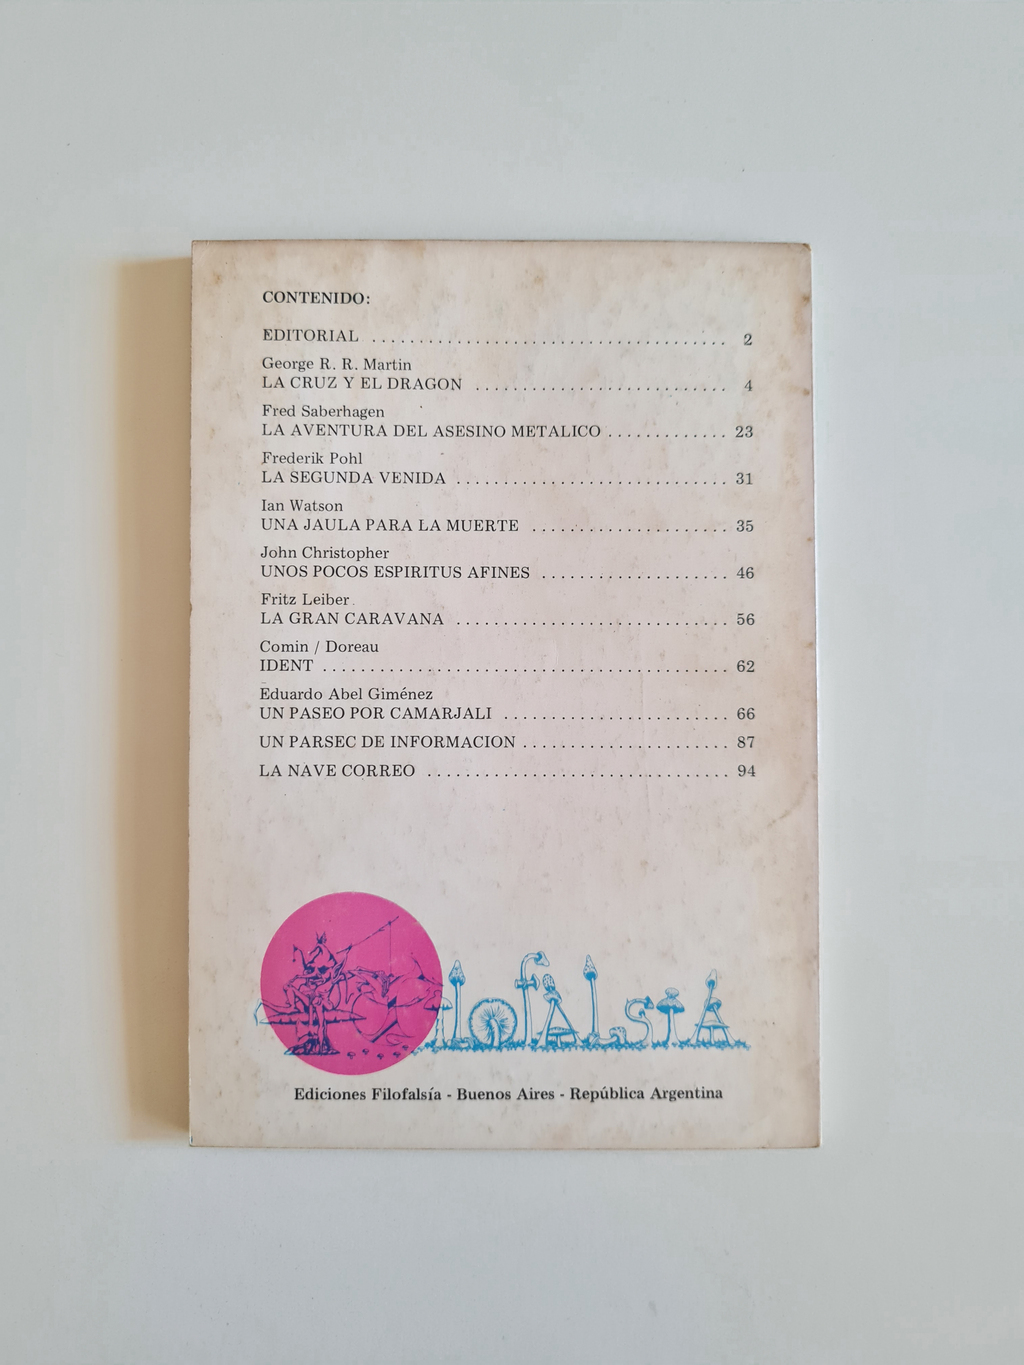 CONTENIDO:
EDITORIAL ..................................... 2
George R. R. Martin
LA CRUZ Y EL DRAGON ........................... 4
Fred Saberhagen
LA AVENTURA DEL ASESINO METALICO ............. 23
Frederik Pohl
LA SEGUNDA VENIDA ............................. 31
Ian Watson
UNA JAULA PARA LA MUERTE ..................... 35
John Christopher
UNOS POCOS ESPIRITUS AFINES .................... 46
Fritz Leiber
LA GRAN CARAVANA ............................. 56
Comin / Doreau
IDENT ........................................... 62
Eduardo Abel Giménez
UN PASEO POR CAMARJALI ........................ 66
UN PARSEC DE INFORMACION ...................... 87
LA NAVE CORREO ................................ 94
filofalsía
Ediciones Filofalsía - Buenos Aires - República Argentina